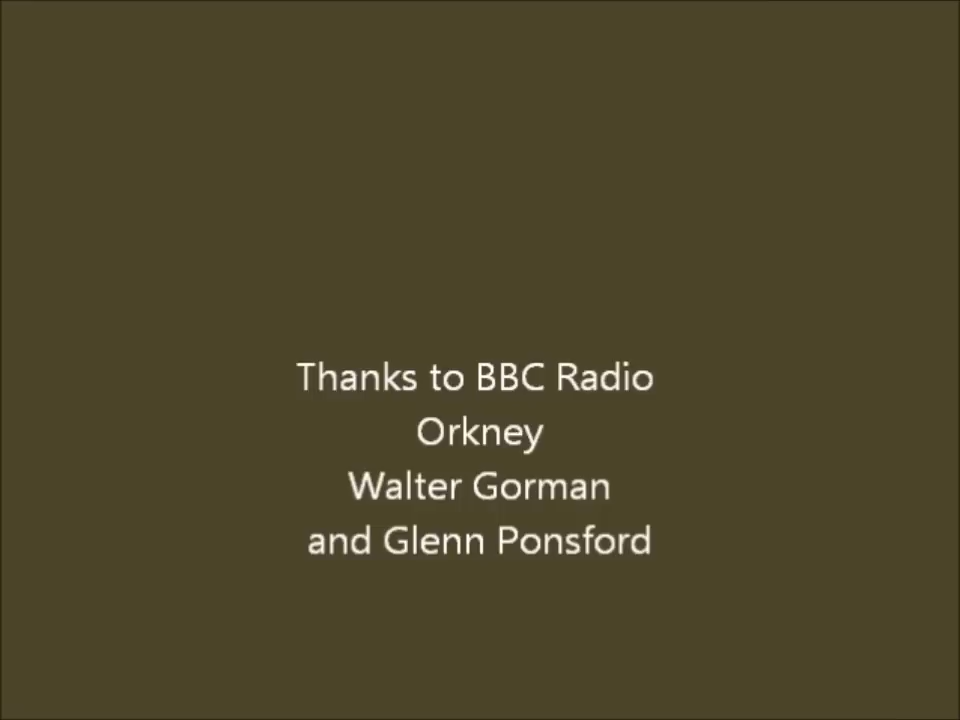 Thanks to BBC Radio
Orkney
Walter Gorman
and Glenn Ponsford